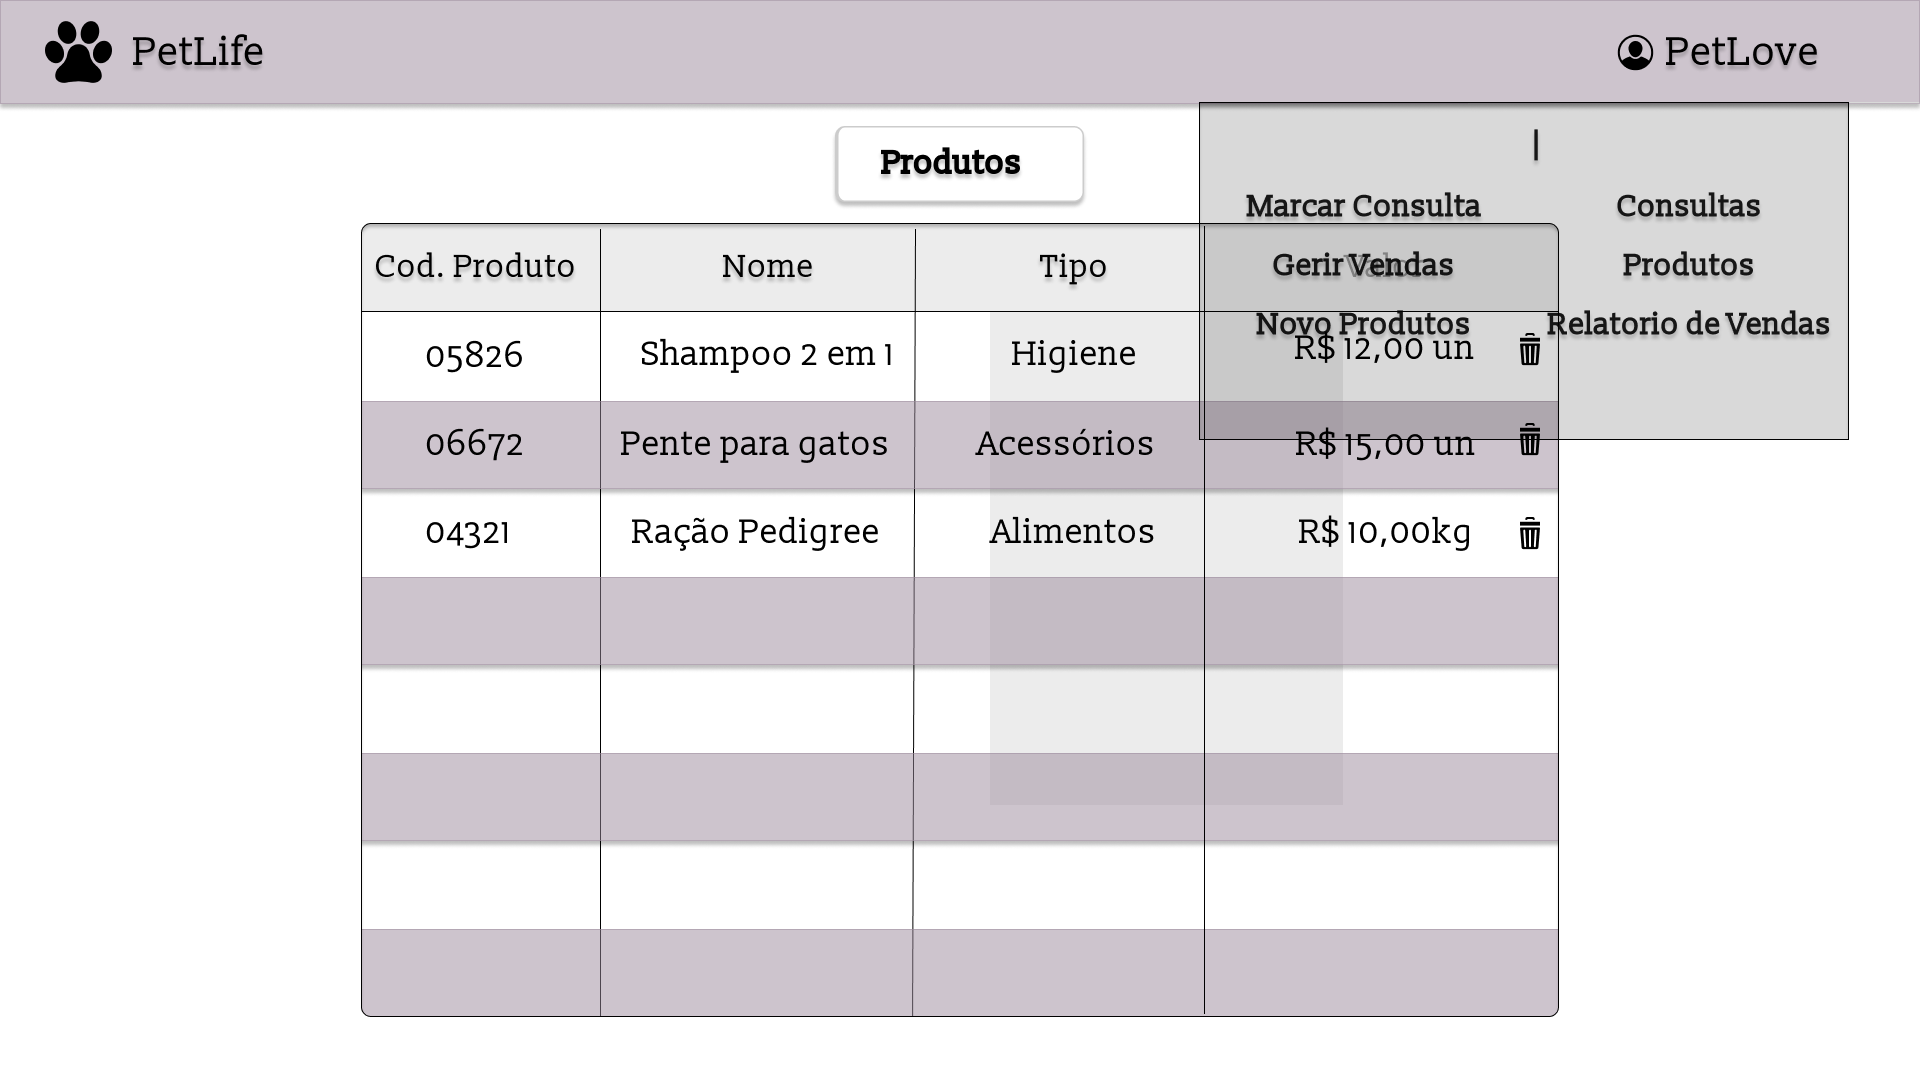 PetLife
PetLove
Produtos
|
Marcar Consulta
Consultas
Gerir Vendas
Produtos
Novo Produtos
Relatorio de Vendas
Cod. Produto
Nome
Tipo
05826
Shampoo 2 em 1
Higiene
R$ 12,00 un
06672
Pente para gatos
Acessórios
R$ 15,00 un
04321
Ração Pedigree
Alimentos
R$ 10,00kg